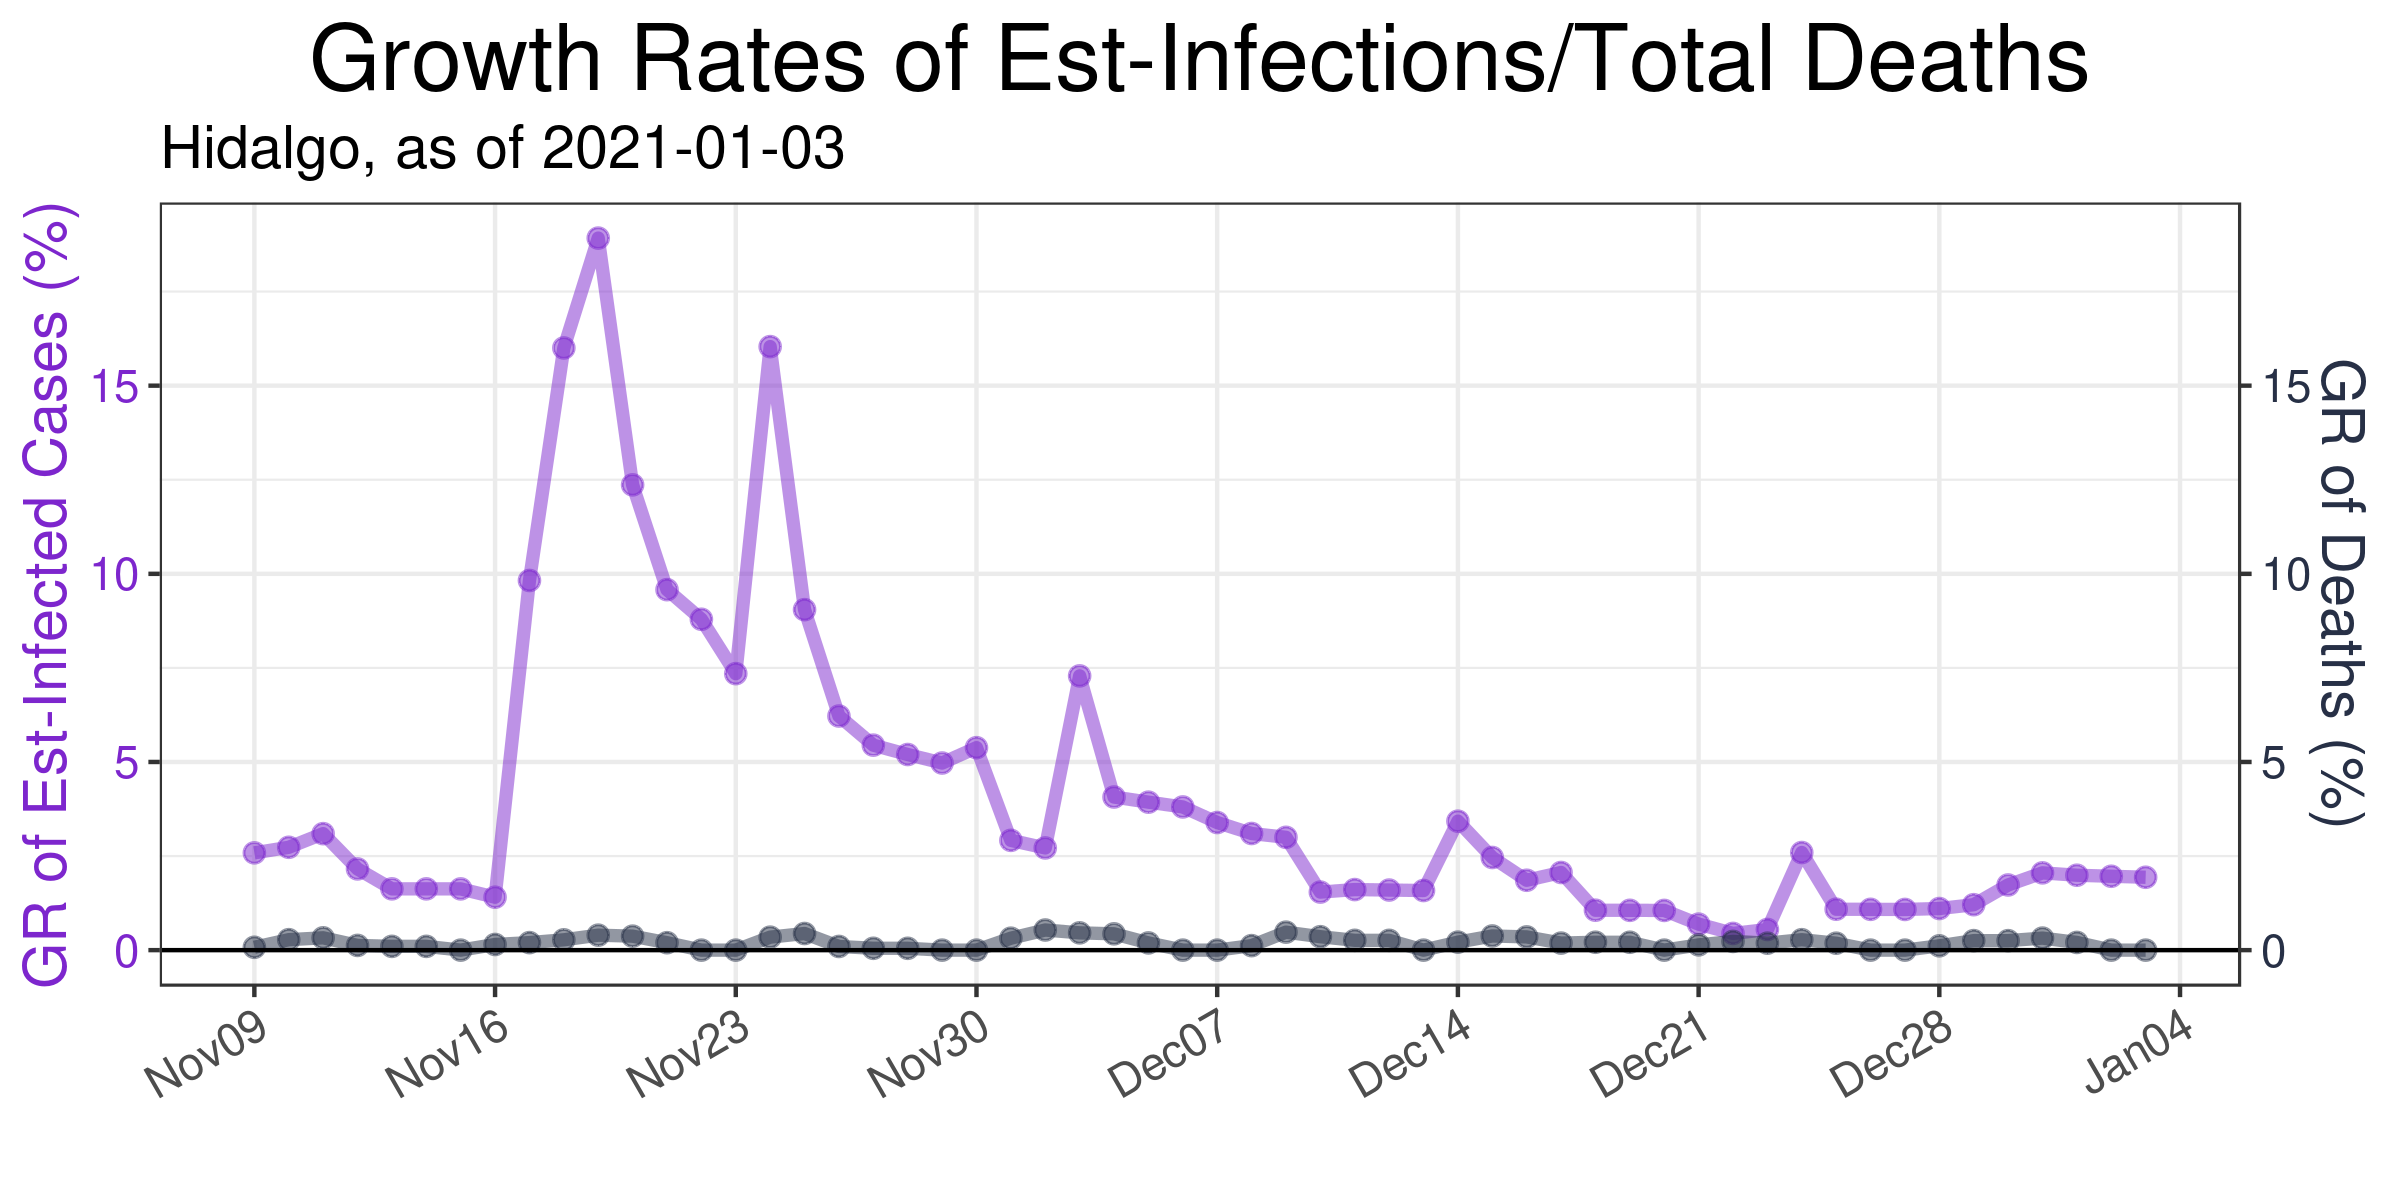 Growth Rates of Est-Infections/Total Deaths
Hidalgo, as of 2021-01-03
GR of Est-Infected Cases (%)
15
10
5
0
15
10
5
0
GR of Deaths (%)
Nov09
Nov16
Nov23
Nov30
Dec07
Dec14
Dec21
Dec28
Jan04